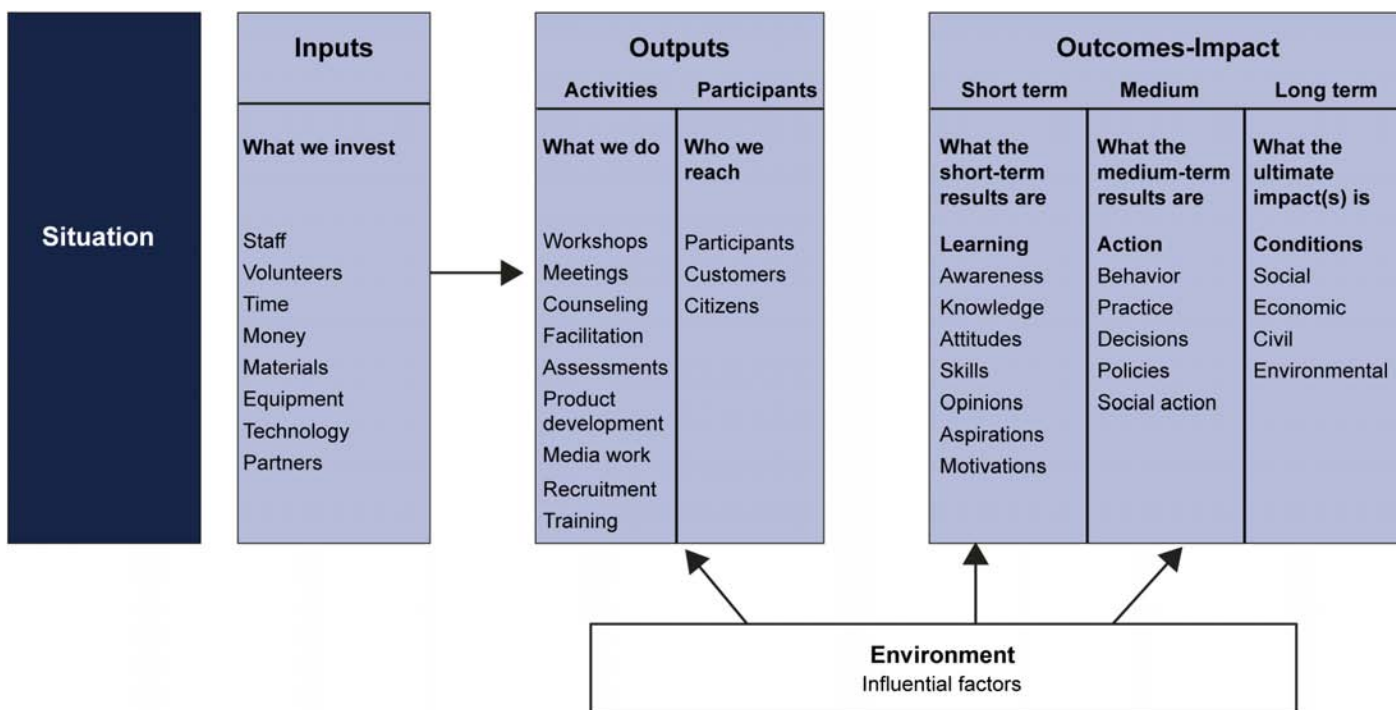 Situation
Inputs
What we invest
Staff
Volunteers
Time
Money
Materials
Equipment
Technology
Partners
Outputs
Activities
Participants
What we do
Workshops
Meetings
Counseling
Facilitation
Assessments
Product
development
Media work
Recruitment
Training
Who we
reach
Participants
Customers
Citizens
Outcomes-Impact
Short term
Medium
Long term
What the
short-term
results are
Learning
Awareness
Knowledge
Attitudes
Skills
Opinions
Aspirations
Motivations
What the
medium-term
results are
Action
Behavior
Practice
Decisions
Policies
Social action
What the
ultimate
impact(s) is
Conditions
Social
Economic
Civil
Environmental
Environment
Influential factors